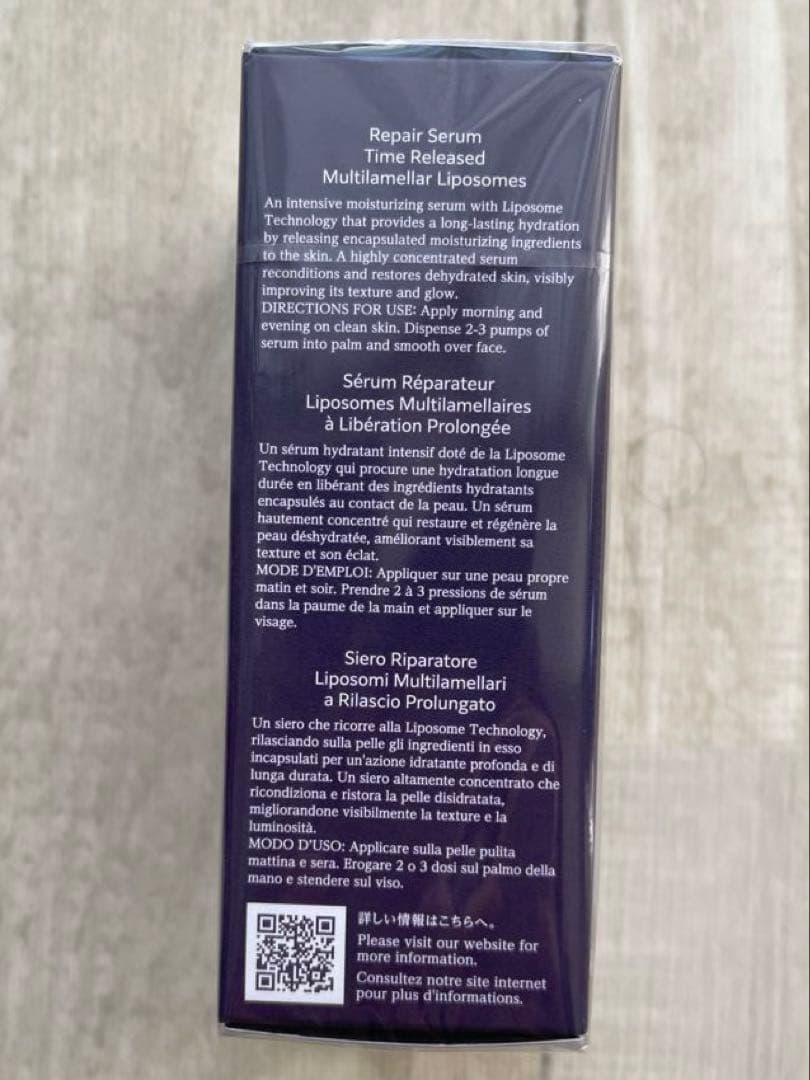 Repair Serum
Time Released
Multilamellar Liposomes
An intensive moisturizing serum with Liposome
Technology that provides a long-lasting hydration
by releasing encapsulated moisturizing ingredients
to the skin. A highly concentrated serum
reconditions and restores dehydrated skin, visibly
improving its texture and glow.
DIRECTIONS FOR USE: Apply morning and
evening on clean skin. Dispense 2-3 pumps of
serum into palm and smooth over face.
Sérum Réparateur
Liposomes Multilamellaires
à Libération Prolongée
Un sérum hydratant intensif doté de la Liposome
Technology qui procure une hydratation longue
durée en libérant des ingrédients hydratants
encapsulés au contact de la peau. Un sérum
hautement concentré qui restaure et régénère la
peau déshydratée, améliorant visiblement sa
texture et son éclat.
MODE D'EMPLOI: Appliquer sur une peau propre
matin et soir. Prendre 2 à 3 pressions de sérum
dans la paume de la main et appliquer sur le
visage.
Siero Riparatore
Liposomi Multilamellari
a Rilascio Prolungato
Un siero che ricorre alla Liposome Technology,
rilasciando sulla pelle gli ingredienti in esso
incapsulati per un'azione idratante profonda e di
lunga durata. Un siero altamente concentrato che
ricondiziona e ristora la pelle disidratata,
migliorandone visibilmente la texture e la
luminosità.
MODO D'USO: Applicare sulla pelle pulita
mattina e sera. Erogare 2 o 3 dosi sul palmo della
mano e stendere sul viso.
詳しい情報はこちらへ。
Please visit our website for
more information.
Consultez notre site internet
pour plus d'informations.